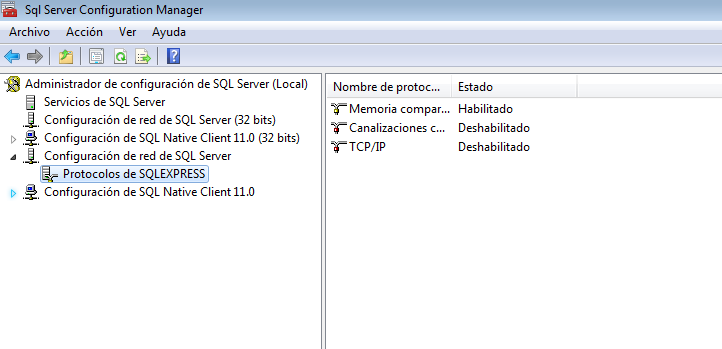 Sql Server Configuration Manager
Archivo Acción Ver Ayuda
Administrador de configuración de SQL Server (Local)
Servicios de SQL Server
Configuración de red de SQL Server (32 bits)
Configuración de SQL Native Client 11.0 (32 bits)
Configuración de red de SQL Server
Protocolos de SQLEXPRESS
Configuración de SQL Native Client 11.0
Nombre de protoc... Estado
Memoria compar... Habilitado
Canalizaciones c... Deshabilitado
TCP/IP Deshabilitado